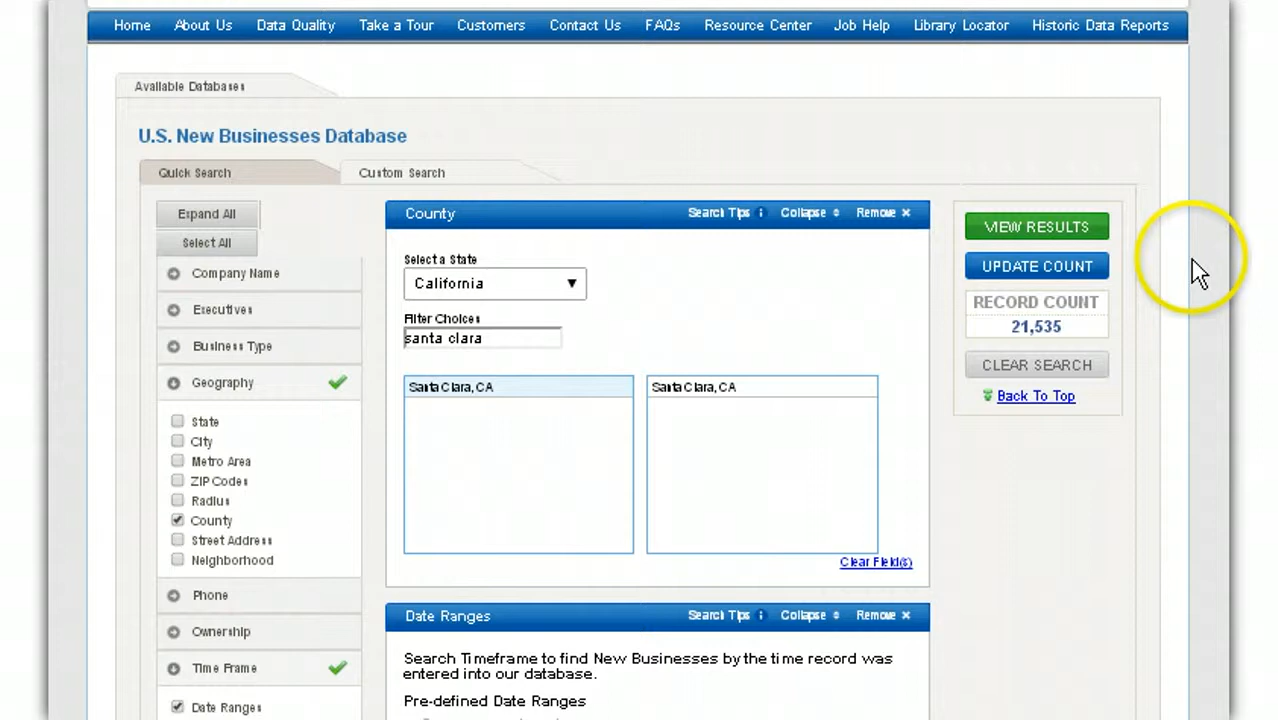 Home About Us Data Quality Take a Tour Customers Contact Us FAQs Resource Center Job Help Library Locator Historic Data Reports
Available Databases
U.S. New Businesses Database
Quick Search Custom Search
Expand All
Select All
Company Name
Executives
Business Type
Geography
State
City
Metro Area
ZIP Codes
Radius
County
Street Address
Neighborhood
Phone
Ownership
Time Frame
Date Ranges
County Search Tips i Collapse Remove x
Select a State
California
Filter Choices
santa clara
Santa Clara, CA Santa Clara, CA
Clear Field(s)
Date Ranges Search Tips i Collapse Remove x
Search Timeframe to find New Businesses by the time record was
entered into our database.
Pre-defined Date Ranges
VIEW RESULTS
UPDATE COUNT
RECORD COUNT
21,535
CLEAR SEARCH
Back To Top